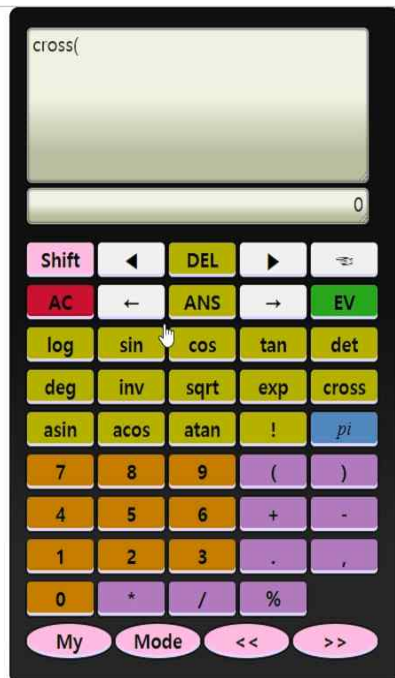 cross(
0
Shift ◀ DEL ▶ ☜
AC ← ANS → EV
log sin cos tan det
deg inv sqrt exp cross
asin acos atan ! pi
7 8 9 ( )
4 5 6 + -
1 2 3 . ,
0 * / %
My Mode << >>